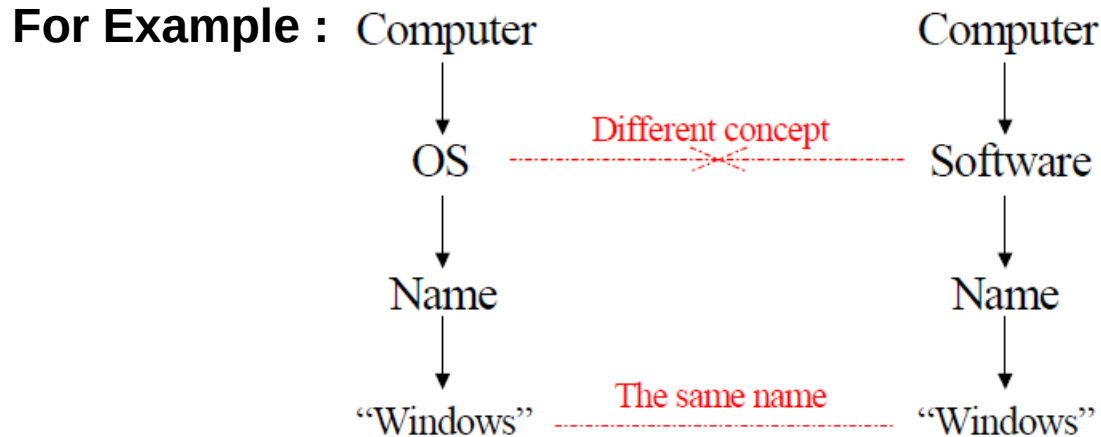 For Example : Computer Computer
Different concept
OS Software
Name Name
The same name
“Windows” “Windows”